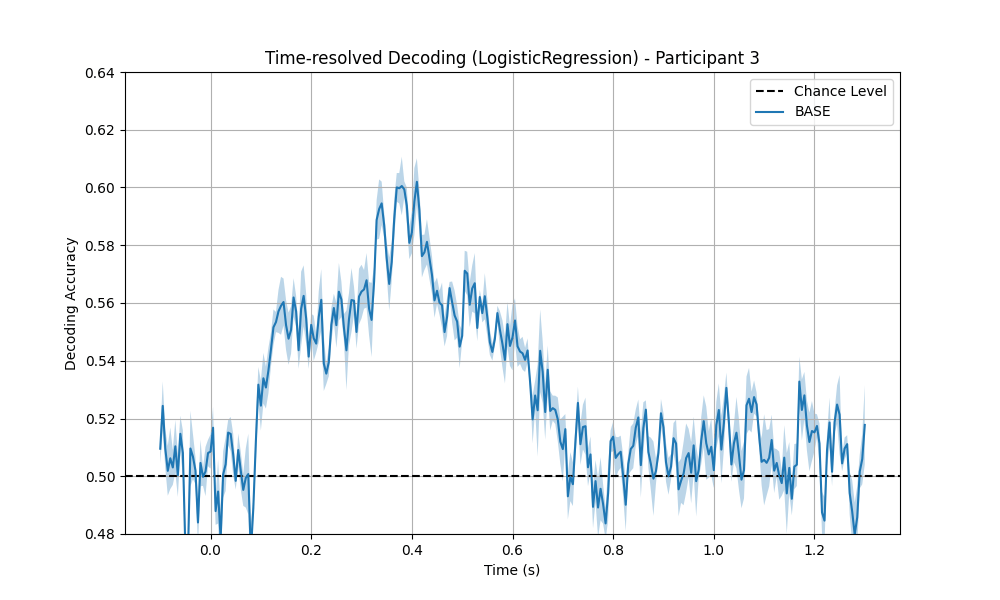 Time-resolved Decoding (LogisticRegression) - Participant 3
Chance Level
BASE
Decoding Accuracy
0.64
0.62
0.60
0.58
0.56
0.54
0.52
0.50
0.48
0.0 0.2 0.4 0.6 0.8 1.0 1.2
Time (s)